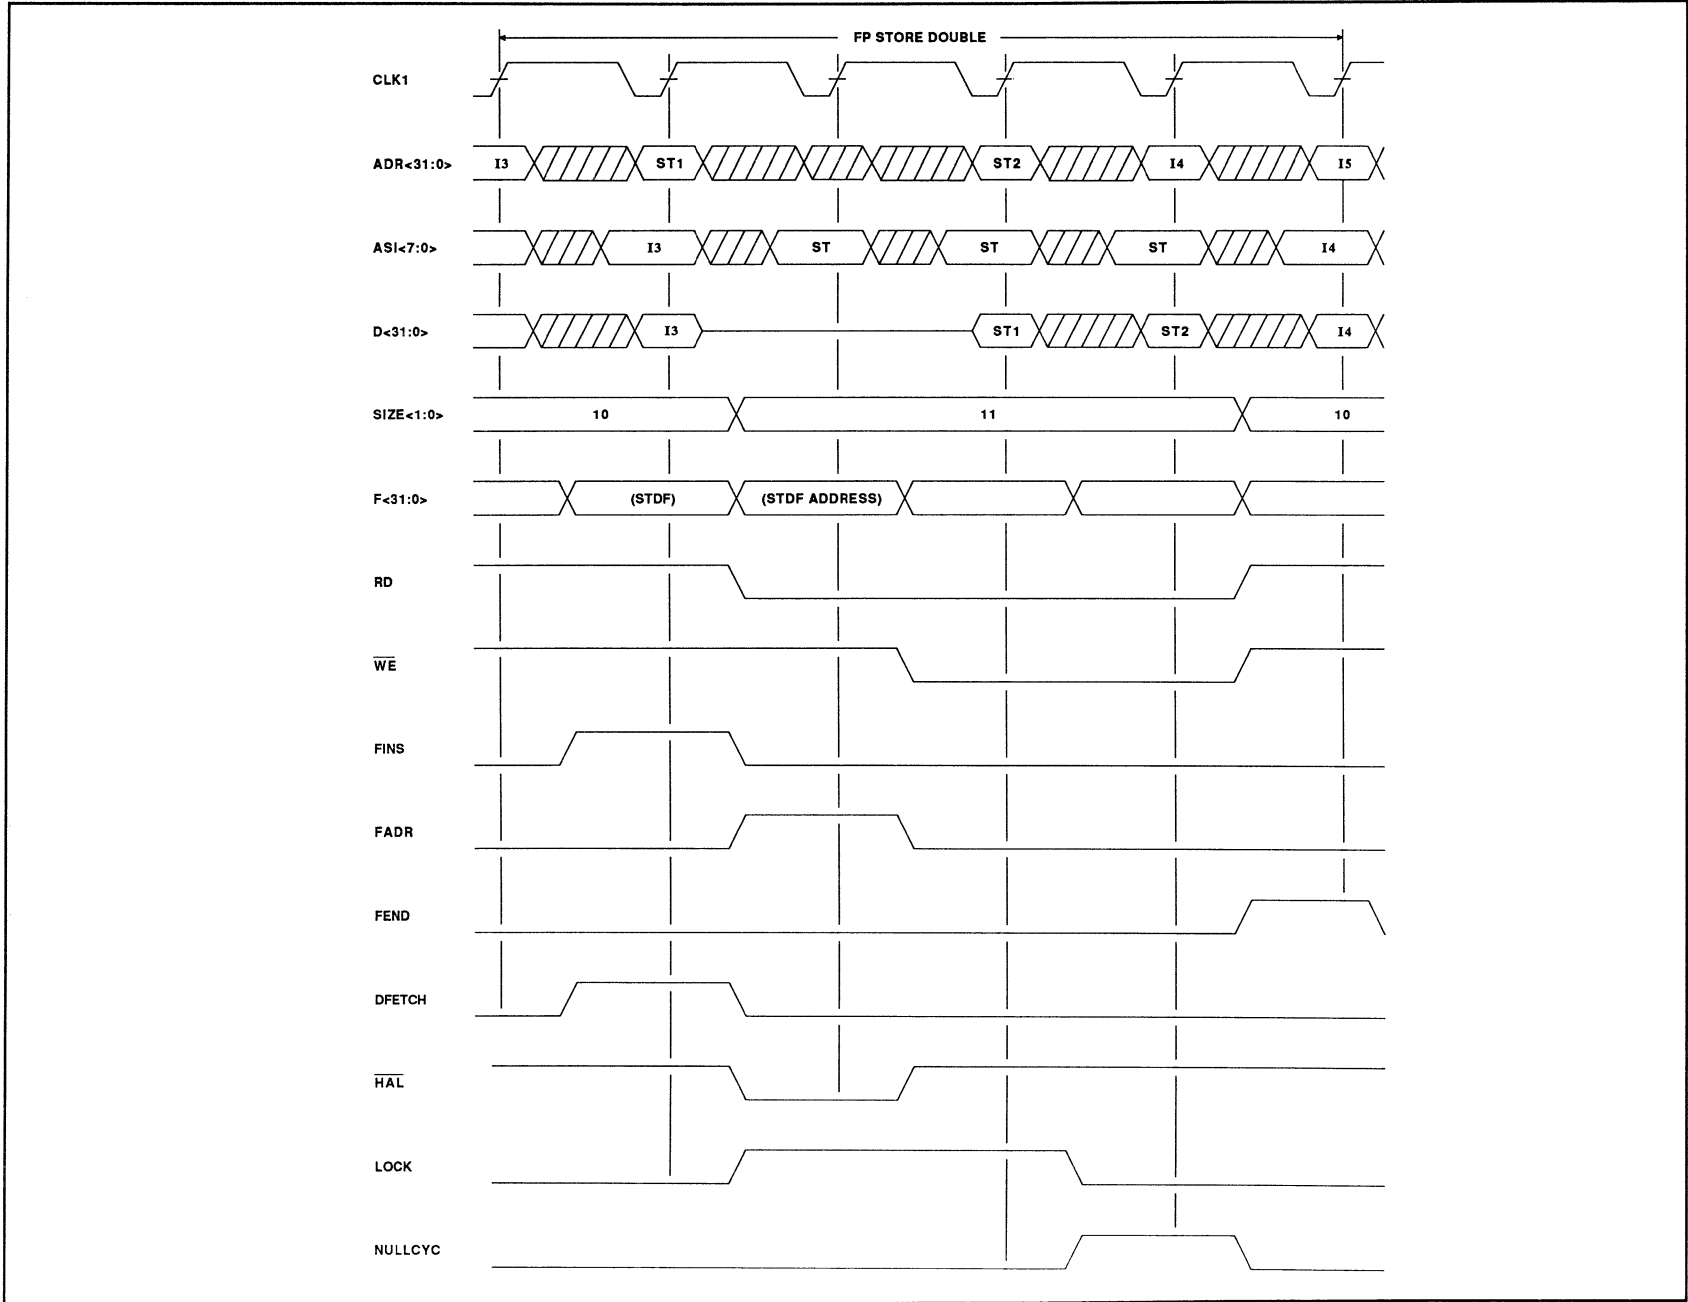 FP STORE DOUBLE
CLK1
ADR<31:0> I3 ST1 ST2 I4 I5
ASI<7:0> I3 ST ST ST I4
D<31:0> I3 ST1 ST2 I4
SIZE<1:0> 10 11 10
F<31:0> (STDF) (STDF ADDRESS)
RD
WE
FINS
FADR
FEND
DFETCH
HAL
LOCK
NULLCYC